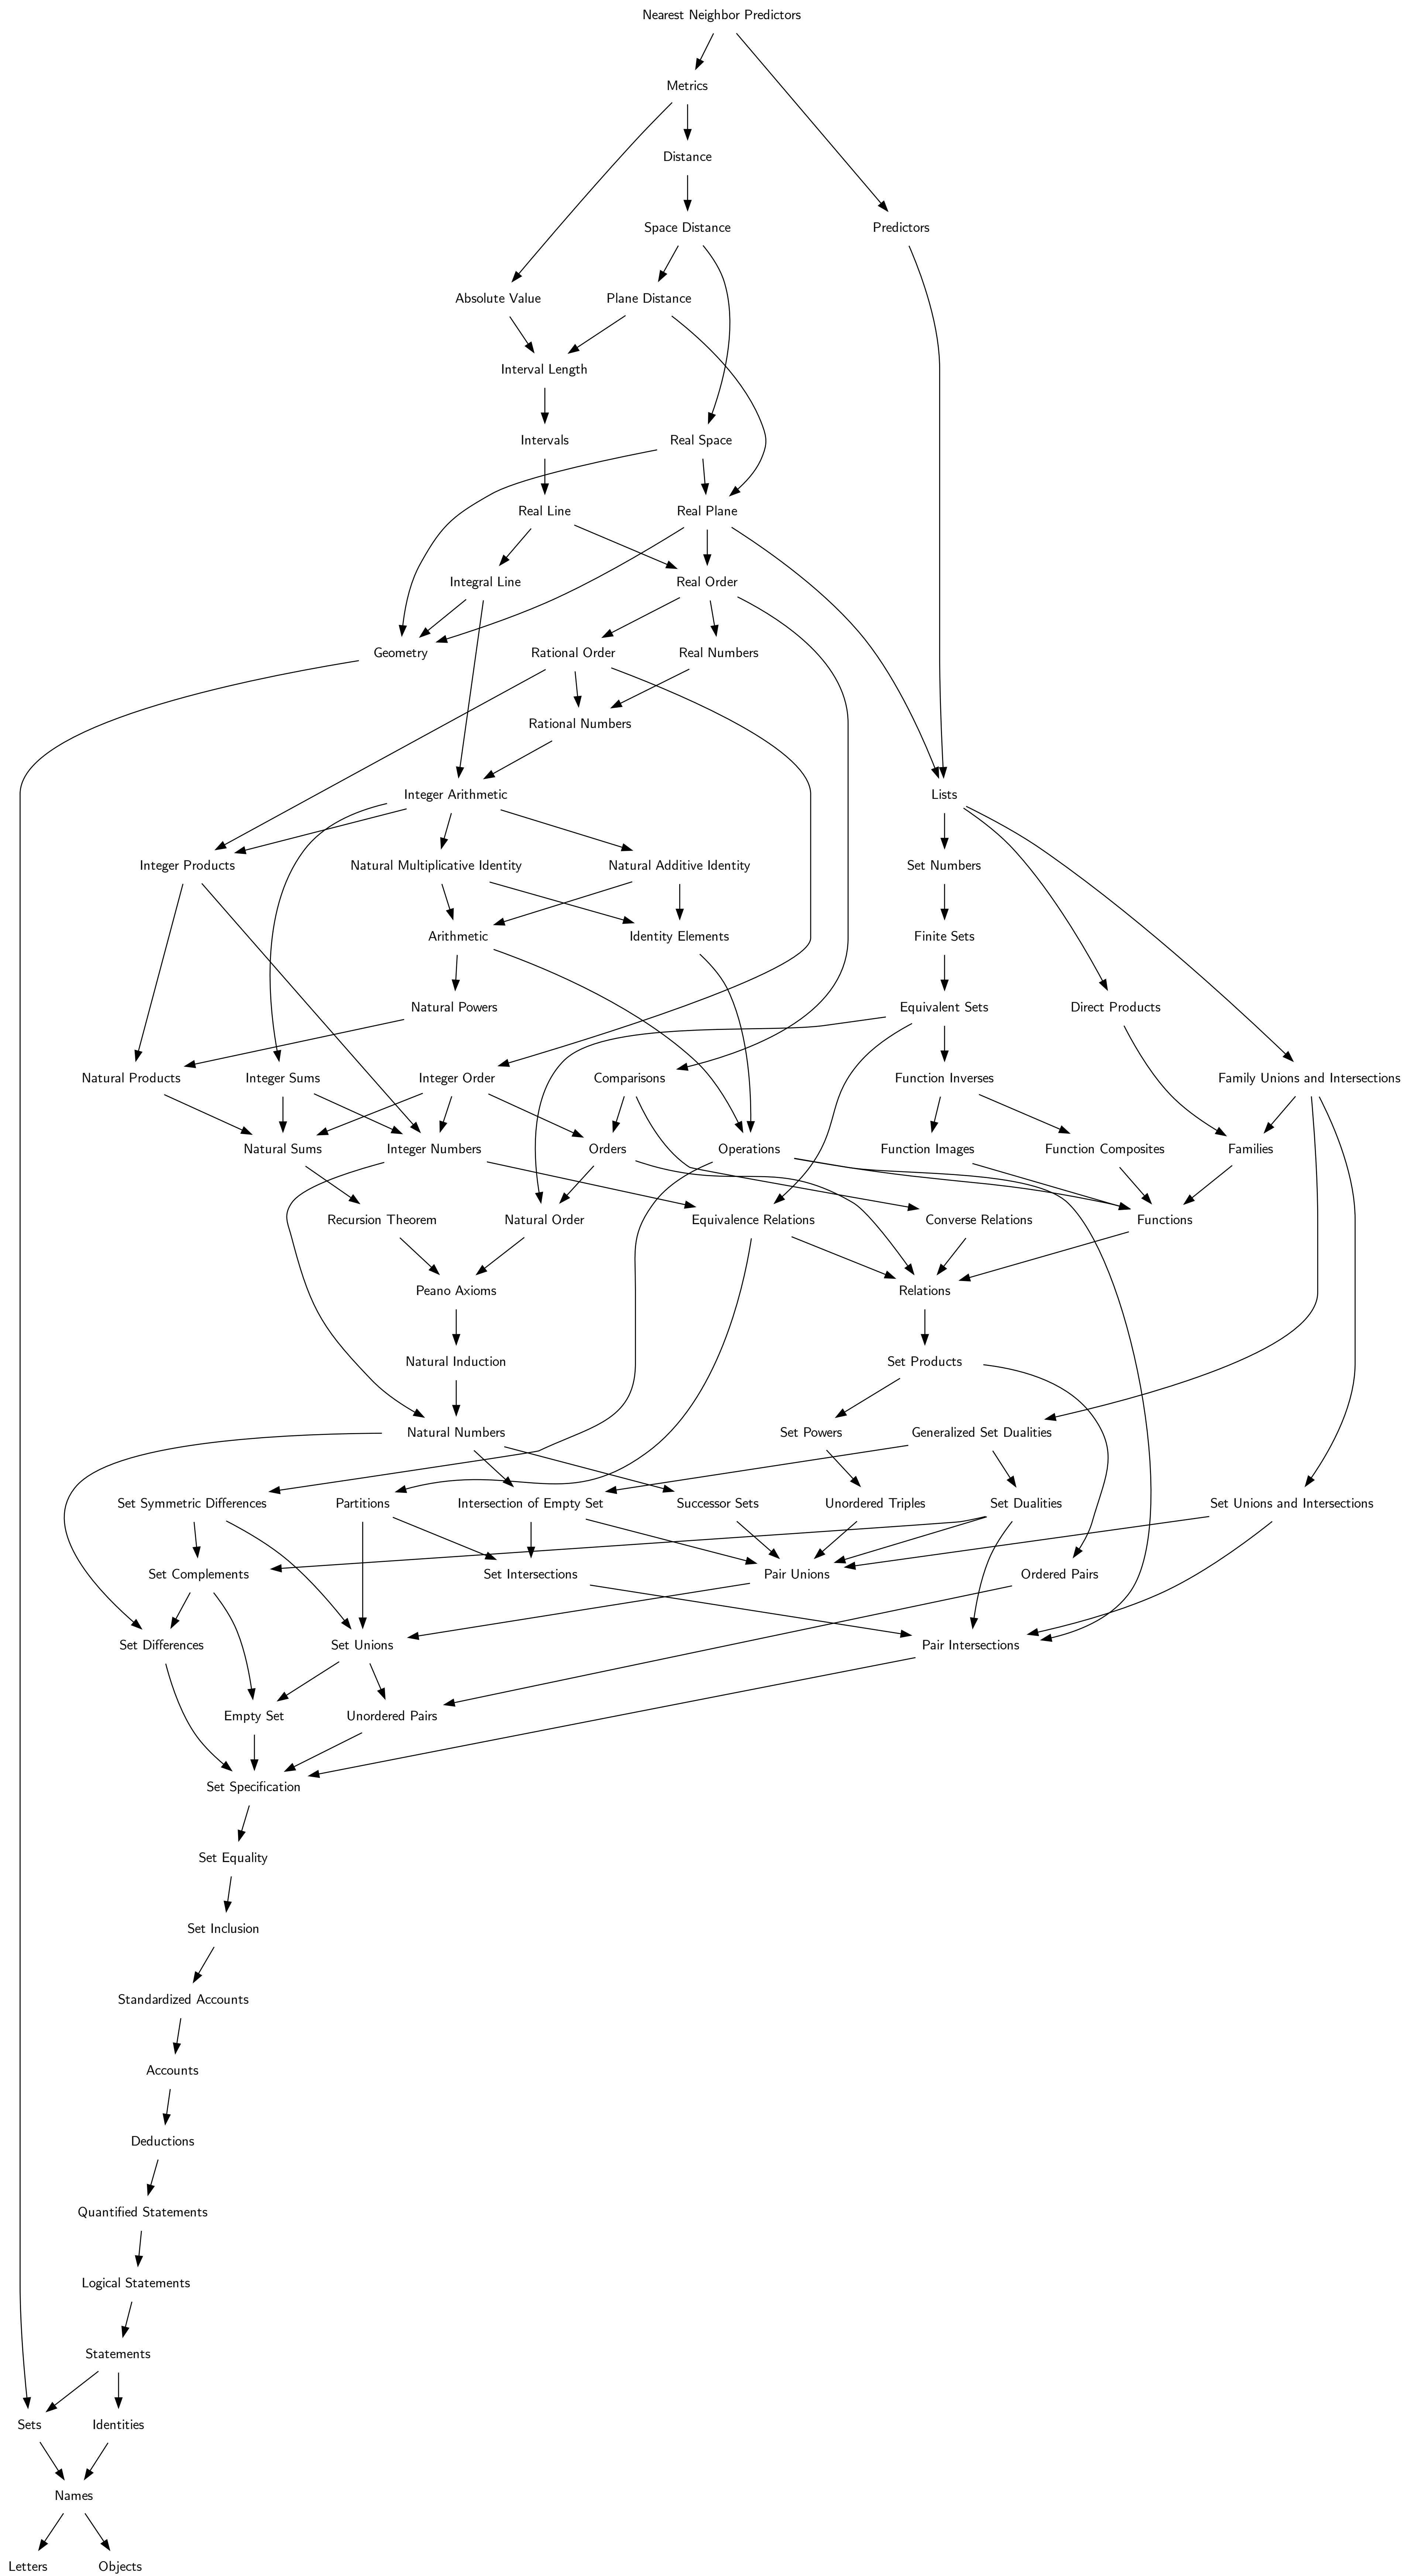 Nearest Neighbor Predictors
Metrics
Distance
Space Distance
Predictors
Absolute Value
Plane Distance
Interval Length
Intervals
Real Space
Real Line
Real Plane
Integral Line
Real Order
Geometry
Rational Order
Real Numbers
Rational Numbers
Integer Arithmetic
Lists
Integer Products
Natural Multiplicative Identity
Natural Additive Identity
Set Numbers
Arithmetic
Identity Elements
Finite Sets
Natural Powers
Equivalent Sets
Direct Products
Natural Products
Integer Sums
Integer Order
Comparisons
Function Inverses
Family Unions and Intersections
Natural Sums
Integer Numbers
Orders
Operations
Function Images
Function Composites
Families
Recursion Theorem
Natural Order
Equivalence Relations
Converse Relations
Functions
Peano Axioms
Relations
Natural Induction
Set Products
Natural Numbers
Set Powers
Generalized Set Dualities
Set Symmetric Differences
Partitions
Intersection of Empty Set
Successor Sets
Unordered Triples
Set Dualities
Set Unions and Intersections
Set Complements
Set Intersections
Pair Unions
Ordered Pairs
Set Differences
Set Unions
Pair Intersections
Empty Set
Unordered Pairs
Set Specification
Set Equality
Set Inclusion
Standardized Accounts
Accounts
Deductions
Quantified Statements
Logical Statements
Statements
Sets
Identities
Names
Letters
Objects